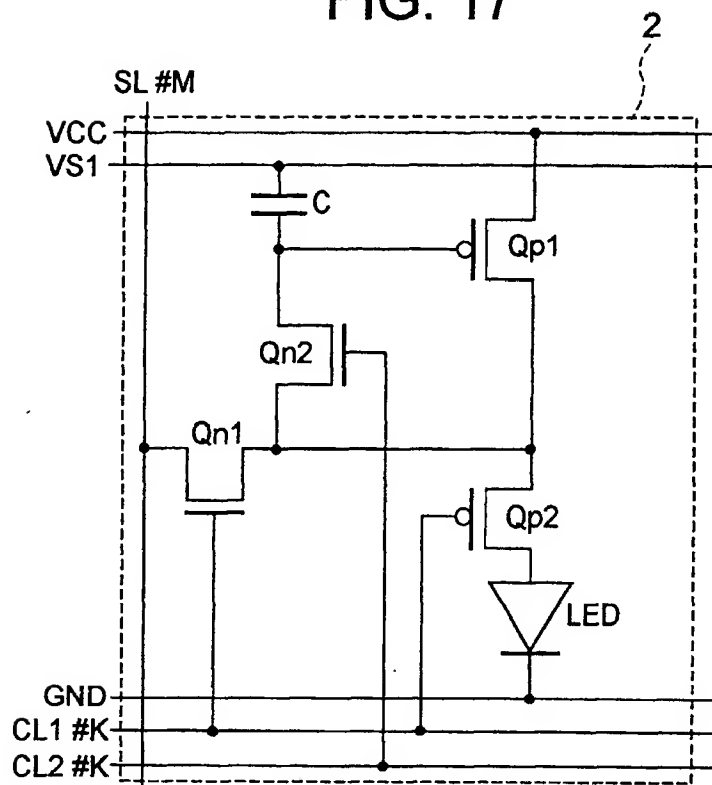 FIG. 17
2
SL #M
VCC
VS1
C
Qp1
Qn2
Qn1
Qp2
LED
GND
CL1 #K
CL2 #K